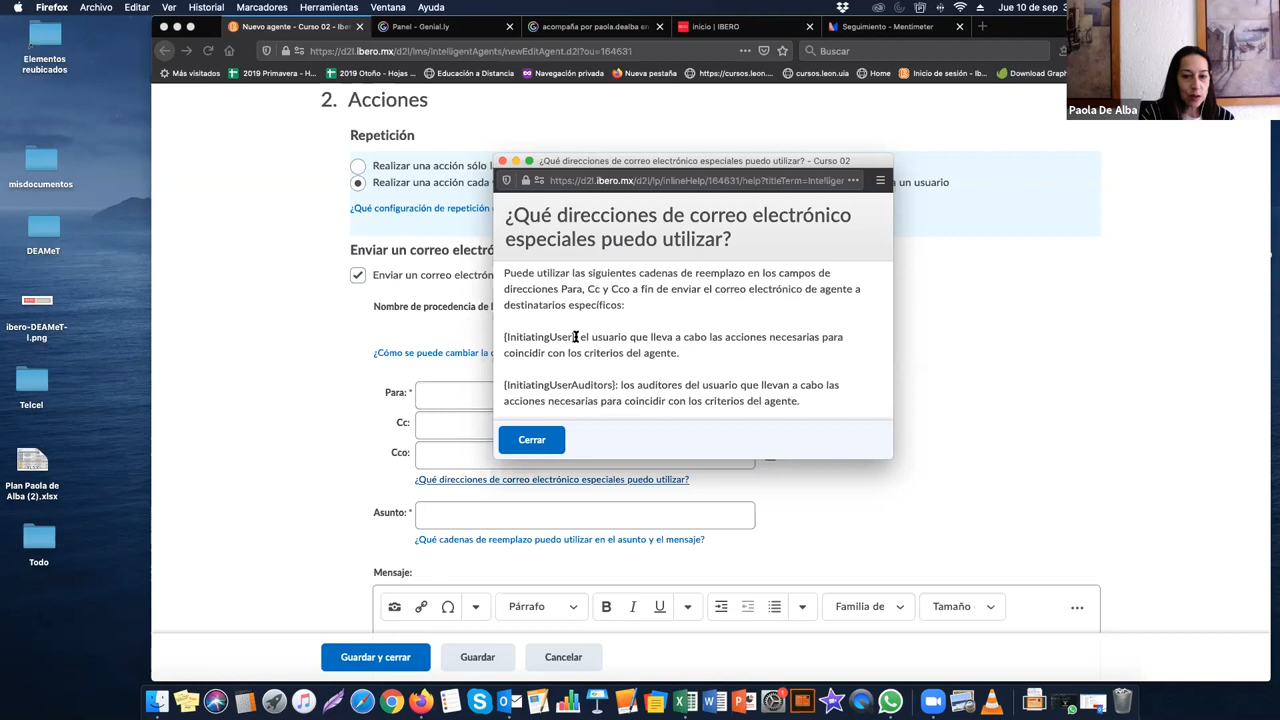 Firefox Archivo Editar Ver Historial Marcadores Herramientas Ventana Ayuda
Jun 10 de sep
Nuevo agente - Curso 02 - Ibe
Panel - Genial.ly
acompaña por paola.dealba en
inicio | IBERO
Seguimiento - Mentimeter
https://d2l.ibero.mx/d2l/lms/IntelligentAgents/newEditAgent.d2l?ou=164631
Buscar
Más visitados
2019 Primavera - H...
2019 Otoño - Hojas ...
Educación a Distancia
Navegación privada
Nueva pestaña
https://cursos.leon.u...
cursos.leon.uia
Home
Inicio de sesión - D...
Download Graph
Paola De Alba
Elementos
reubicados
misdocumentos
DEAMeT
ibero-DEAMeT-
l.png
Telcel
Plan Paola de
Alba (2).xlsx
Todo
2. Acciones
Repetición
Realizar una acción sólo l
Realizar una acción cada
a un usuario
¿Qué configuración de repetición
Enviar un correo electró
Enviar un correo electrón
Nombre de procedencia de l
¿Cómo se puede cambiar la c
Para: *
Cc:
Cco:
¿Qué direcciones de correo electrónico especiales puedo utilizar?
Asunto: *
¿Qué cadenas de reemplazo puedo utilizar en el asunto y el mensaje?
Mensaje:
Párrafo
B I U
Familia de
Tamaño
Guardar y cerrar
Guardar
Cancelar
¿Qué direcciones de correo electrónico especiales puedo utilizar? - Curso 02
https://d2l.ibero.mx/d2l/lp/inlineHelp/164631/help?titleTerm=Intelliger
¿Qué direcciones de correo electrónico
especiales puedo utilizar?
Puede utilizar las siguientes cadenas de reemplazo en los campos de
direcciones Para, Cc y Cco a fin de enviar el correo electrónico de agente a
destinatarios específicos:
{InitiatingUser} el usuario que lleva a cabo las acciones necesarias para
coincidir con los criterios del agente.
{InitiatingUserAuditors}: los auditores del usuario que llevan a cabo las
acciones necesarias para coincidir con los criterios del agente.
Cerrar